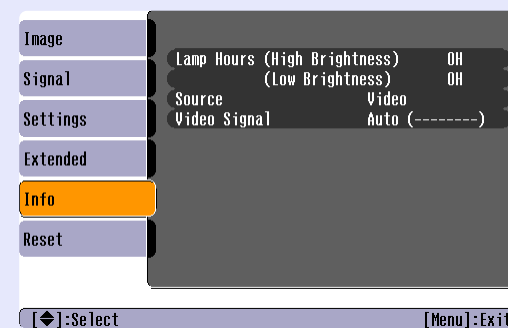 Image
Signal
Settings
Extended
Info
Reset
Lamp Hours (High Brightness) 0H
(Low Brightness) 0H
Source Video
Video Signal Auto (--------)
[◆]:Select [Menu]:Exit